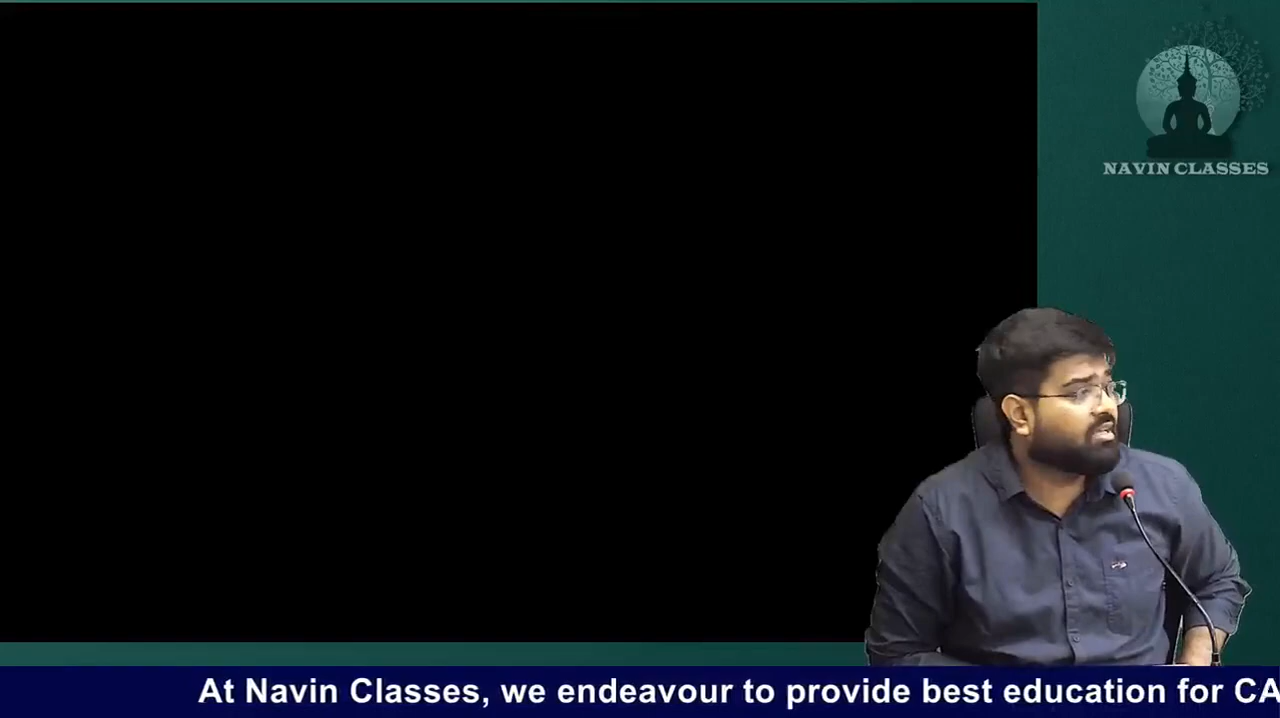 NAVIN CLASSES
At Navin Classes, we endeavour to provide best education for CA